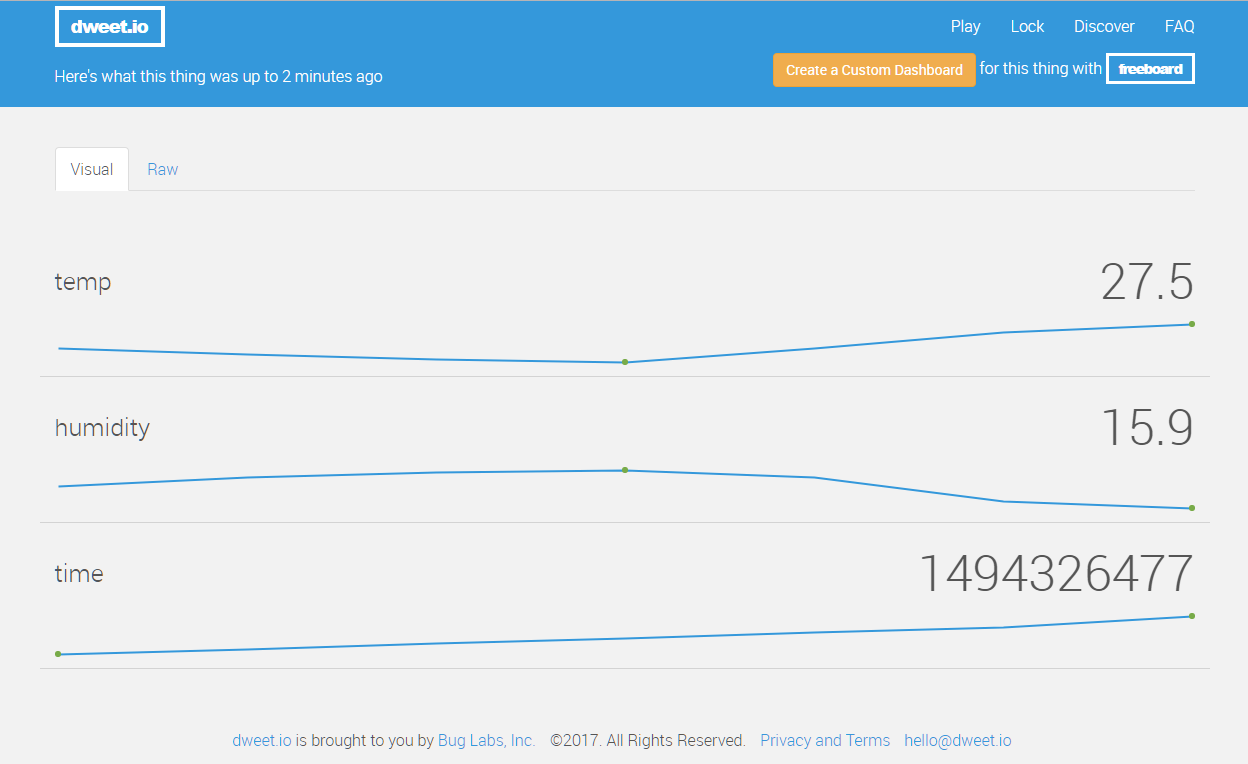 dweet.io
Play Lock Discover FAQ
Here's what this thing was up to 2 minutes ago
Create a Custom Dashboard for this thing with freeboard
Visual Raw
temp
27.5
humidity
15.9
time
1494326477
dweet.io is brought to you by Bug Labs, Inc. ©2017. All Rights Reserved. Privacy and Terms hello@dweet.io